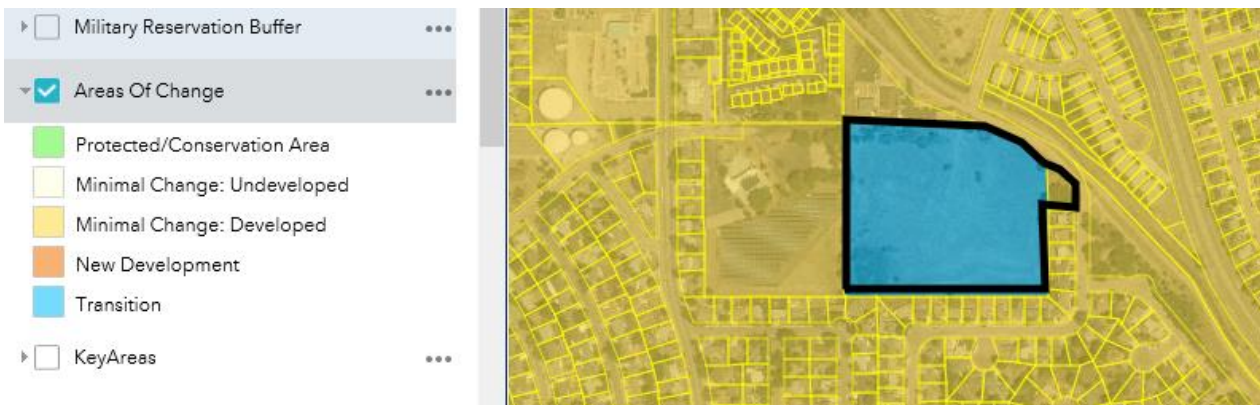 Military Reservation Buffer
Areas Of Change
Protected/Conservation Area
Minimal Change: Undeveloped
Minimal Change: Developed
New Development
Transition
KeyAreas